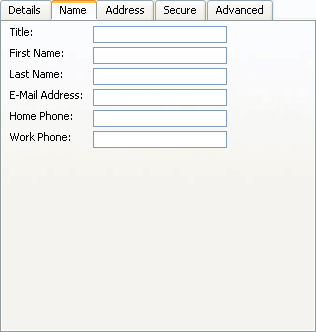 Details Name Address Secure Advanced
Title:
First Name:
Last Name:
E-Mail Address:
Home Phone:
Work Phone: